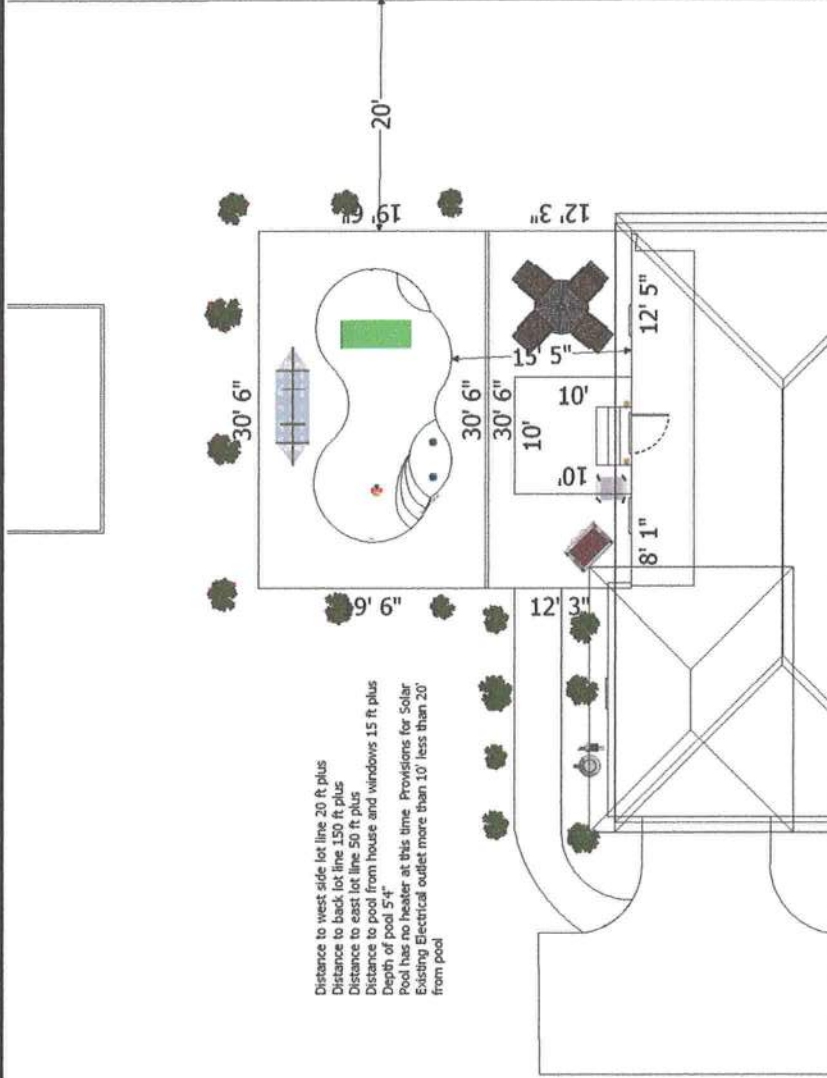 20'
19' 6"
12' 3"
30' 6"
15' 5"
12' 5"
30' 6"
30' 6"
10'
10'
10'
8' 1"
9' 6"
12' 3"
Distance to west side lot line 20 ft plus
Distance to back lot line 150 ft plus
Distance to east lot line 50 ft plus
Distance to pool from house and windows 15 ft plus
Depth of pool 5'4"
Pool has no heater at this time Provisions for Solar
Existing Electrical outlet more than 10' less than 20'
from pool